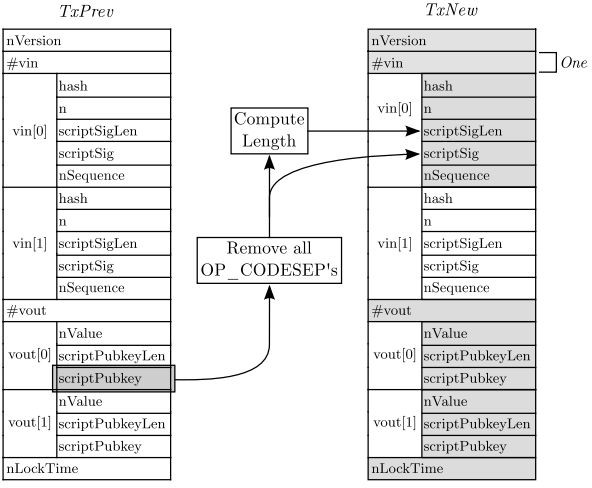 TxPrev
nVersion
#vin
vin[0]
hash
n
scriptSigLen
scriptSig
nSequence
vin[1]
hash
n
scriptSigLen
scriptSig
nSequence
#vout
vout[0]
nValue
scriptPubkeyLen
scriptPubkey
vout[1]
nValue
scriptPubkeyLen
scriptPubkey
nLockTime
Compute
Length
Remove all
OP_CODESEP's
TxNew
nVersion
#vin
One
vin[0]
hash
n
scriptSigLen
scriptSig
nSequence
vin[1]
hash
n
scriptSigLen
scriptSig
nSequence
#vout
vout[0]
nValue
scriptPubkeyLen
scriptPubkey
vout[1]
nValue
scriptPubkeyLen
scriptPubkey
nLockTime